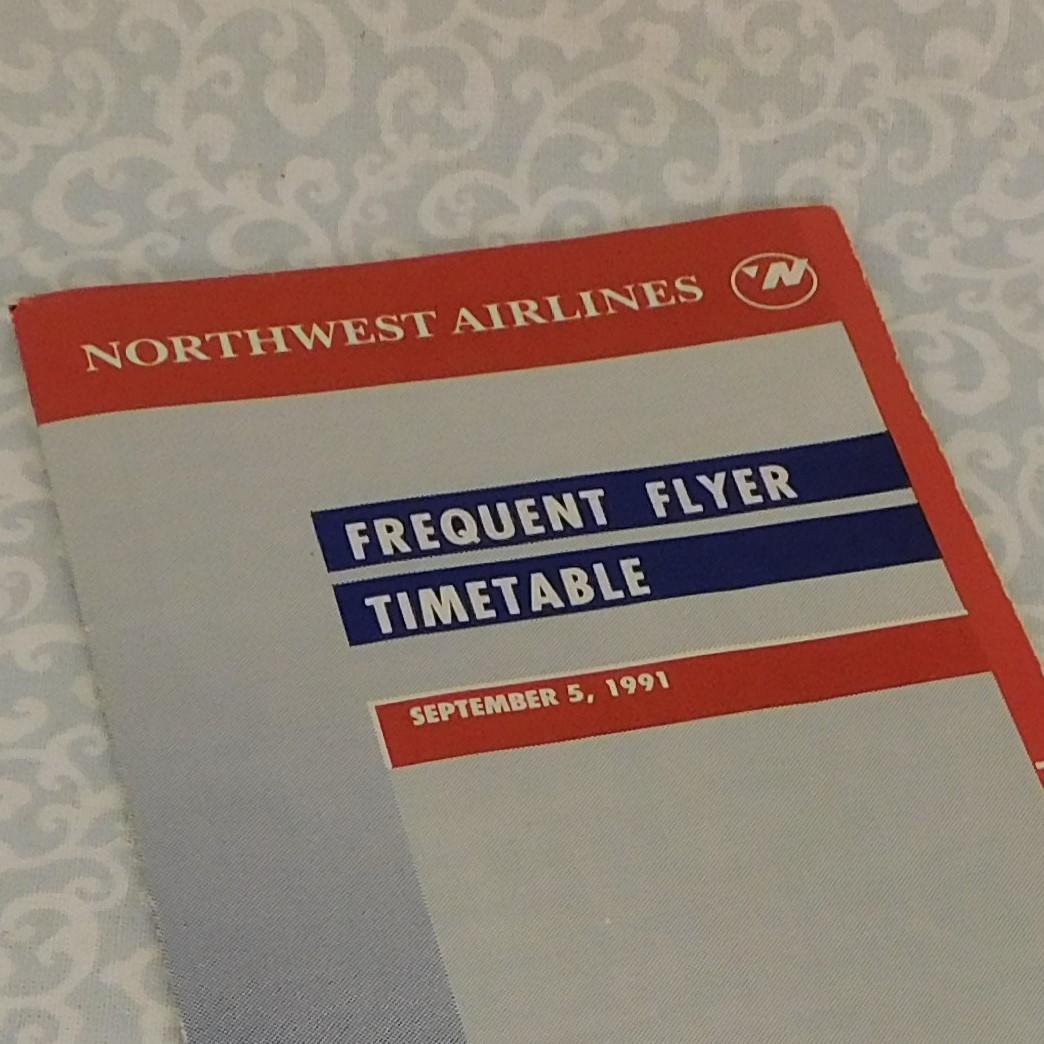 NORTHWEST AIRLINES
FREQUENT FLYER
TIMETABLE
SEPTEMBER 5, 1991